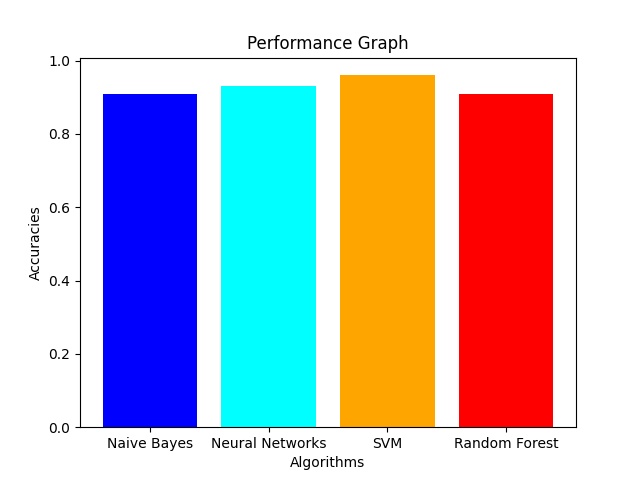 Performance Graph
1.0
0.8
0.6
0.4
0.2
0.0
Accuracies
Naive Bayes Neural Networks SVM Random Forest
Algorithms